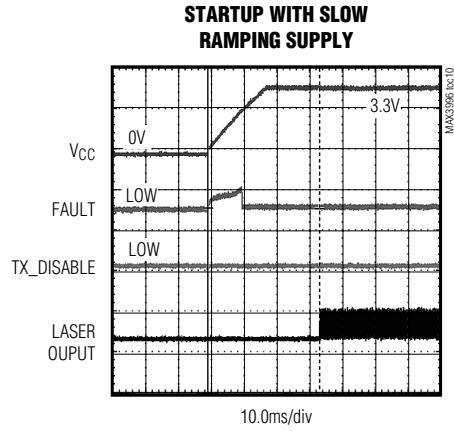 STARTUP WITH SLOW
RAMPING SUPPLY
MAX3996 toc10
VCC
0V
3.3V
FAULT
LOW
TX_DISABLE
LOW
LASER
OUPUT
10.0ms/div